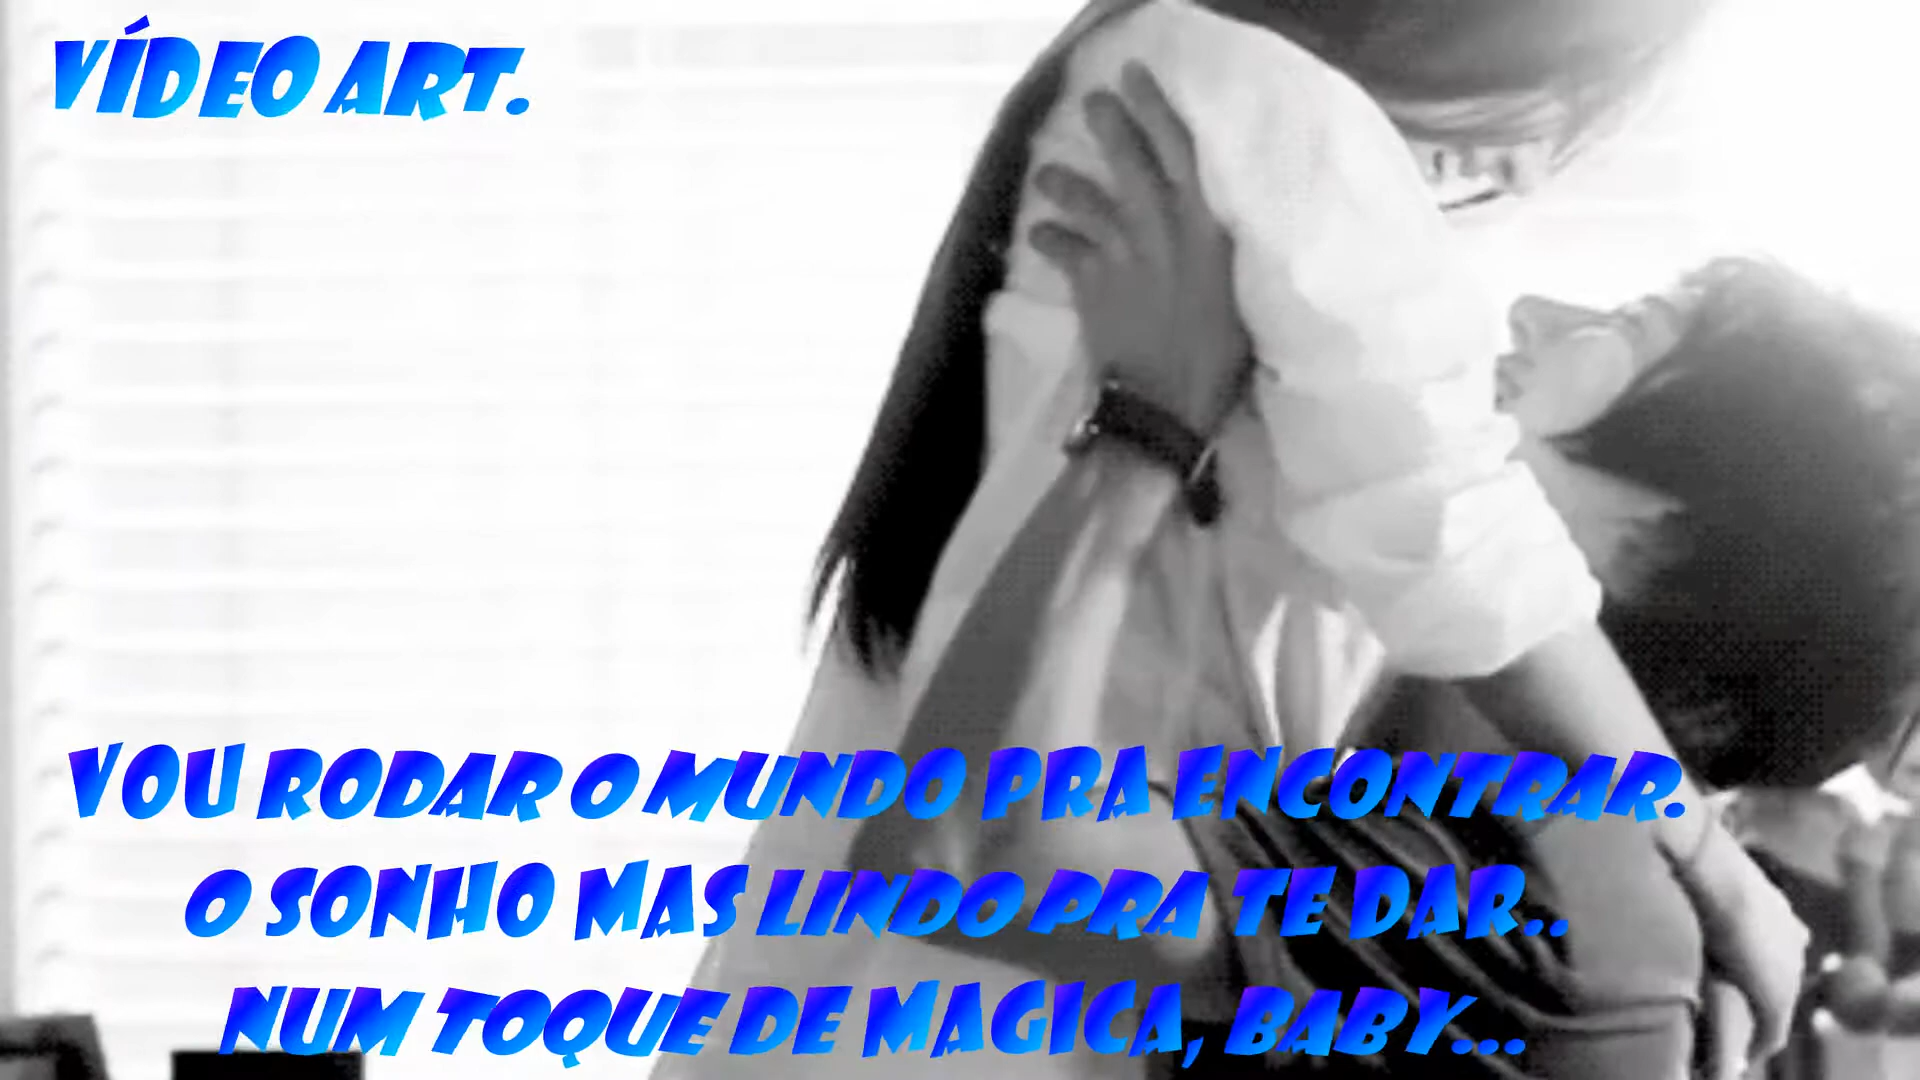 VÍDEO ART.
VOU RODAR O MUNDO PRA ENCONTRAR.
O SONHO MAS LINDO PRA TE DAR..
NUM TOQUE DE MAGICA, BABY...